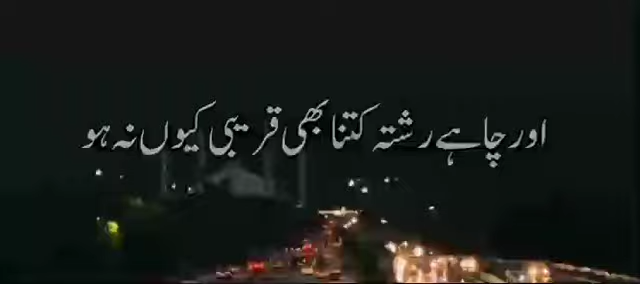 اور چاہے رشتہ کتنا بھی قریبی کیوں نہ ہو